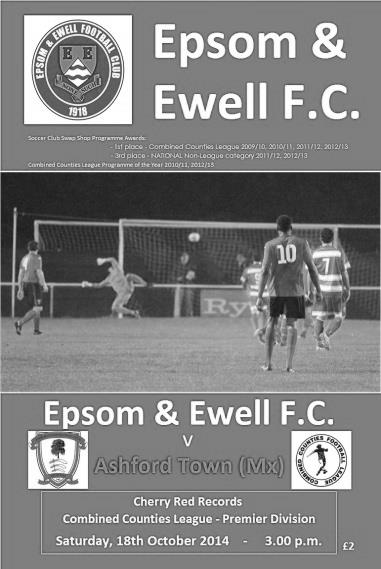 EPSOM & EWELL FOOTBALL CLUB
E E
1918
Epsom &
Ewell F.C.
Soccer Club Swap Shop Programme Awards:
- 1st place - Combined Counties League 2009/10, 2010/11, 2011/12, 2012/13
- 3rd place - NATIONAL Non-League category 2011/12, 2012/13
Combined Counties League Programme of the Year 2010/11, 2012/13
10
7
Ry
Epsom & Ewell F.C.
v
Ashford Town (Mx)
COMBINED COUNTIES FOOTBALL LEAGUE
Cherry Red Records
Combined Counties League - Premier Division
Saturday, 18th October 2014 - 3.00 p.m.
£2